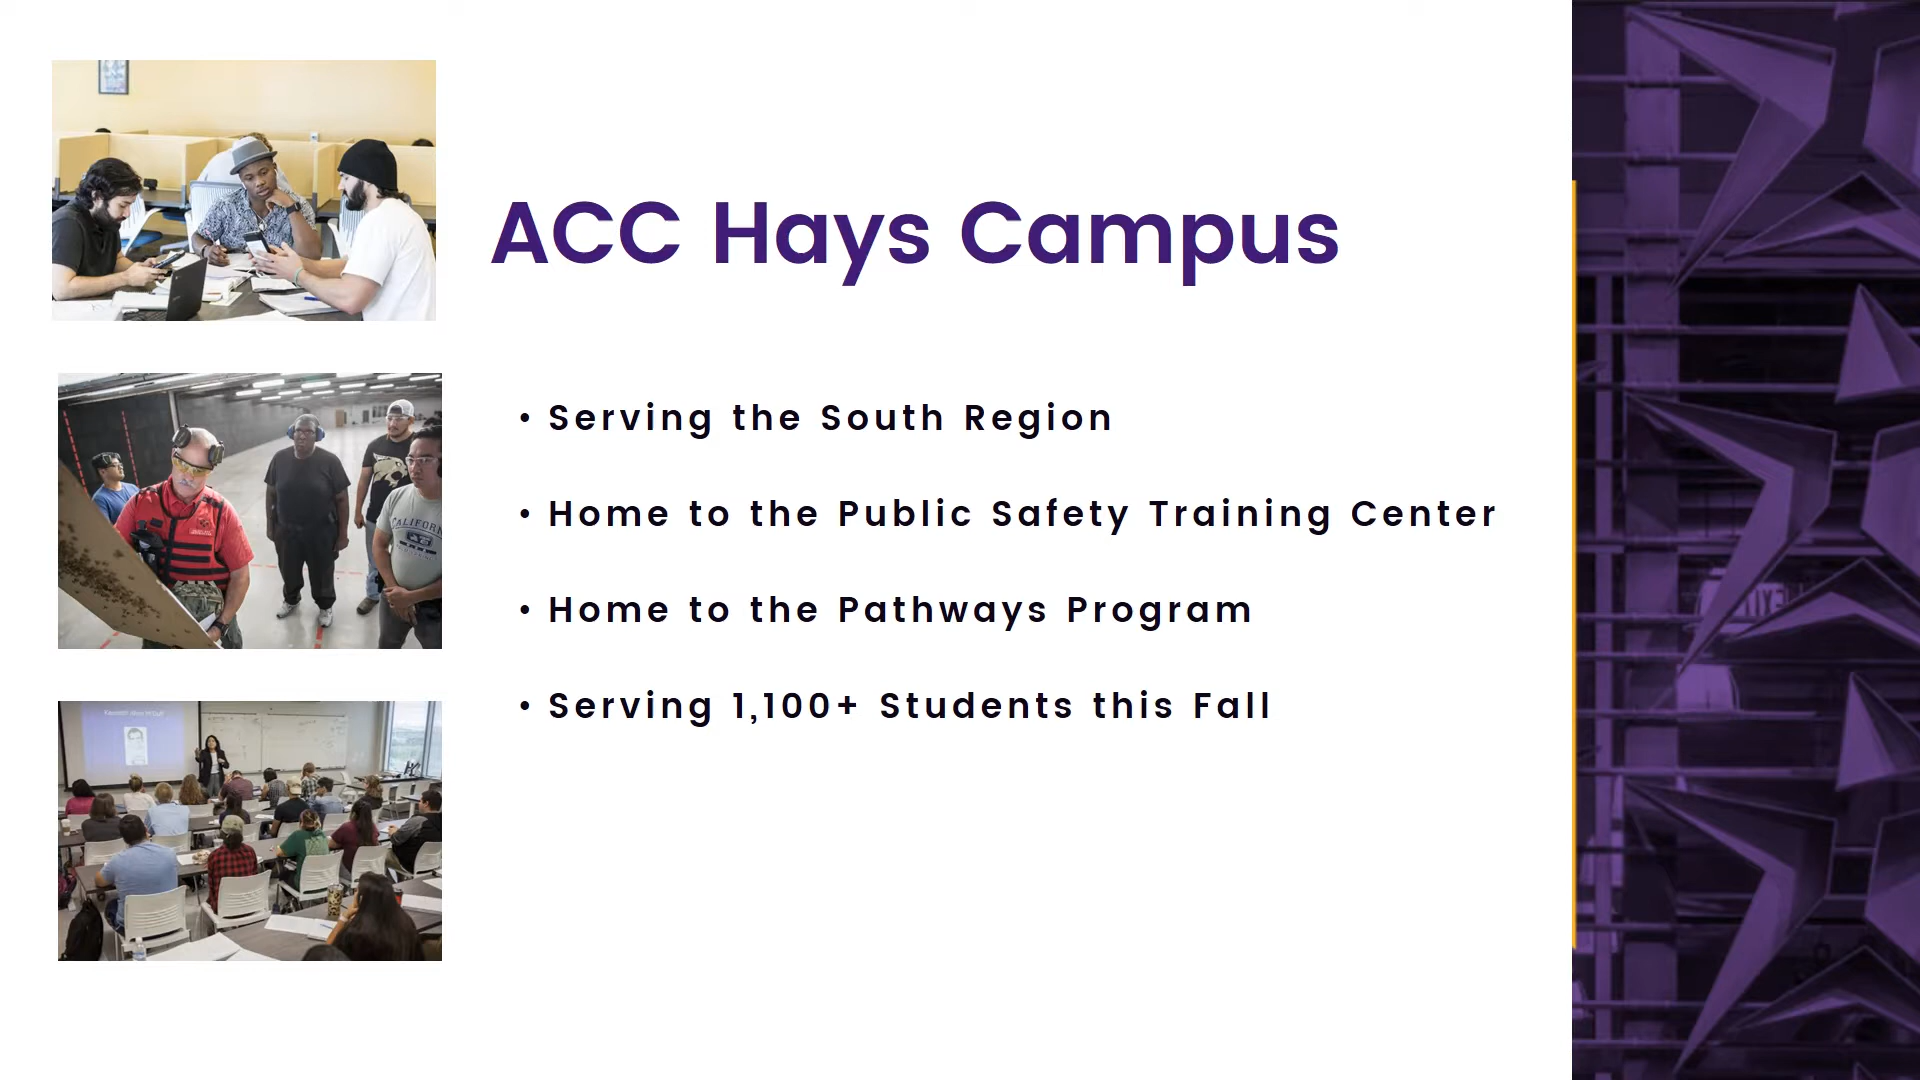 ACC Hays Campus
• Serving the South Region
• Home to the Public Safety Training Center
• Home to the Pathways Program
• Serving 1,100+ Students this Fall
CALIFORN